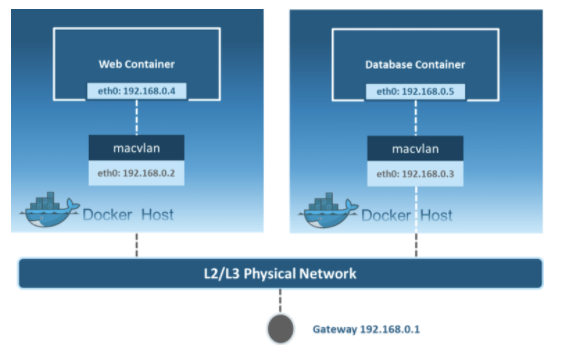 Web Container
eth0: 192.168.0.4
macvlan
eth0: 192.168.0.2
Docker Host
Database Container
eth0: 192.168.0.5
macvlan
eth0: 192.168.0.3
Docker Host
L2/L3 Physical Network
Gateway 192.168.0.1